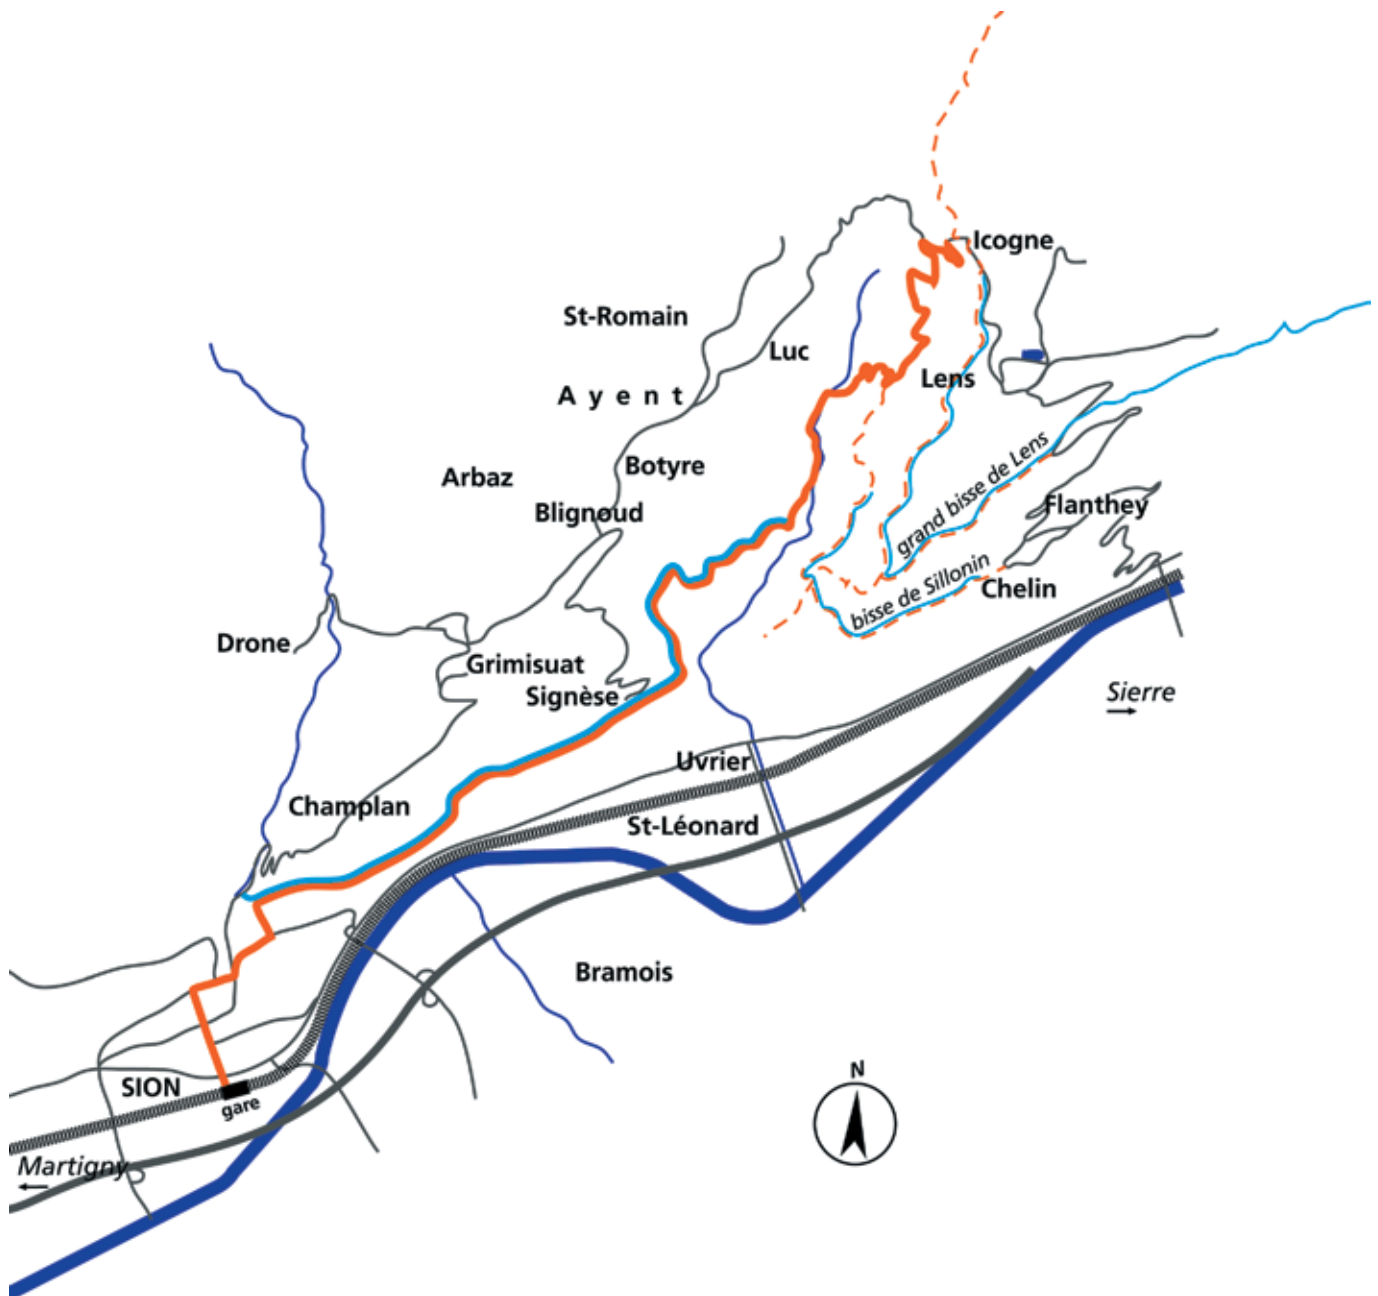 Icogne
St-Romain
Luc
Lens
Ayent
Botyre
grand bisse de Lens
Arbaz
Blignoud
Flanthey
bisse de Sillonin
Chelin
Drone
Grimisuat
Signèse
Sierre
Uvrier
Champlan
St-Léonard
Bramois
N
SION
gare
Martigny